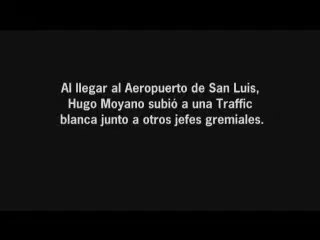 Al llegar al Aeropuerto de San Luis,
Hugo Moyano subió a una Traffic
blanca junto a otros jefes gremiales.